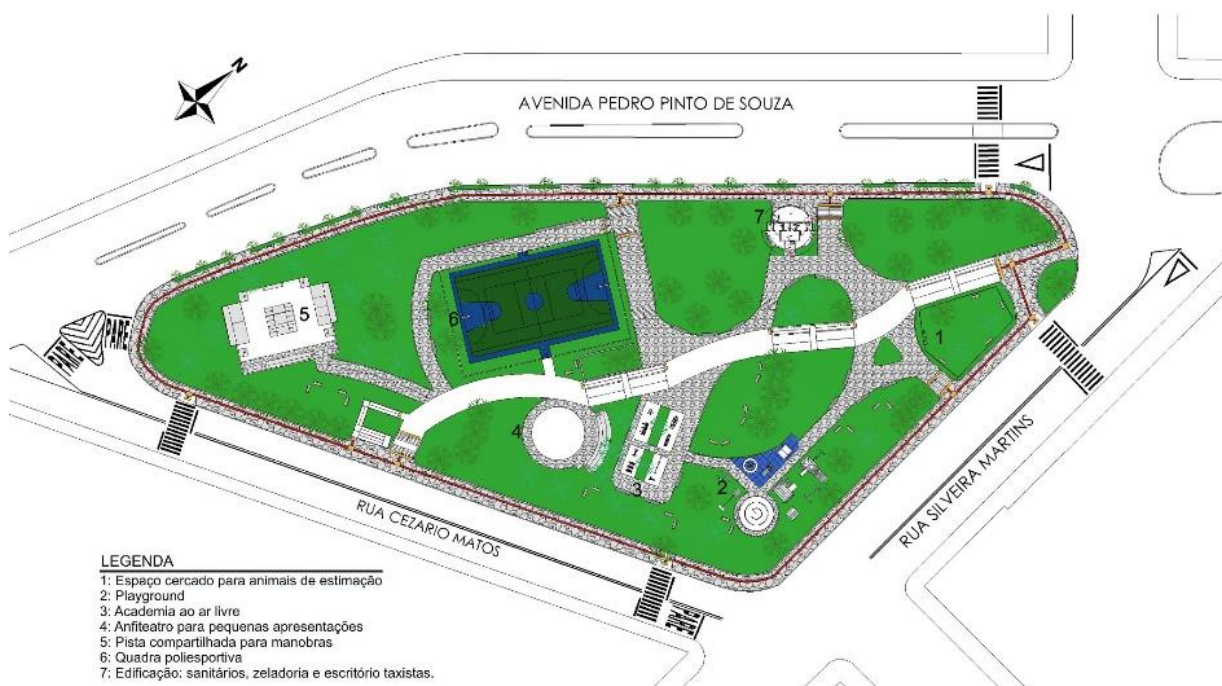 N
AVENIDA PEDRO PINTO DE SOUZA
7
5
6
1
PARE
PARE
4
3
2
RUA CEZARIO MATOS
RUA SILVEIRA MARTINS
LEGENDA
1: Espaço cercado para animais de estimação
2: Playground
3: Academia ao ar livre
4: Anfiteatro para pequenas apresentações
5: Pista compartilhada para manobras
6: Quadra poliesportiva
7: Edificação: sanitários, zeladoria e escritório taxistas.